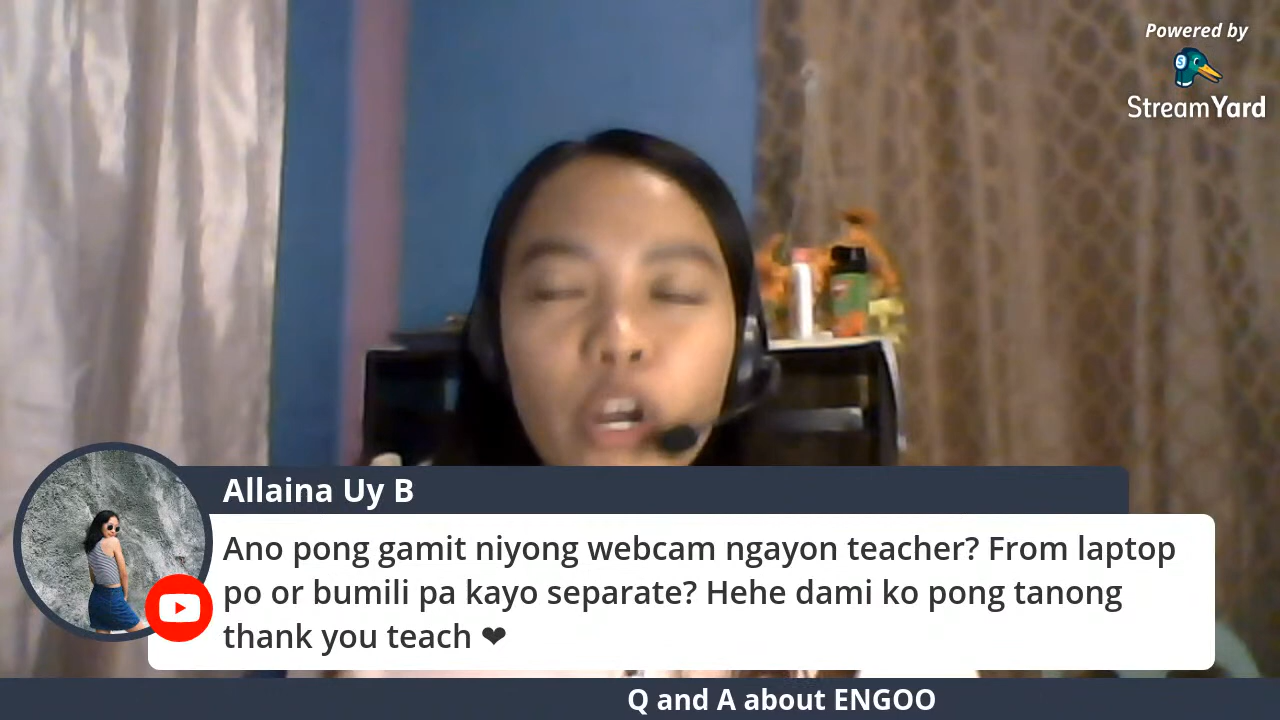 Powered by
StreamYard
Allaina Uy B
Ano pong gamit niyong webcam ngayon teacher? From laptop
po or bumili pa kayo separate? Hehe dami ko pong tanong
thank you teach ❤
Q and A about ENGOO